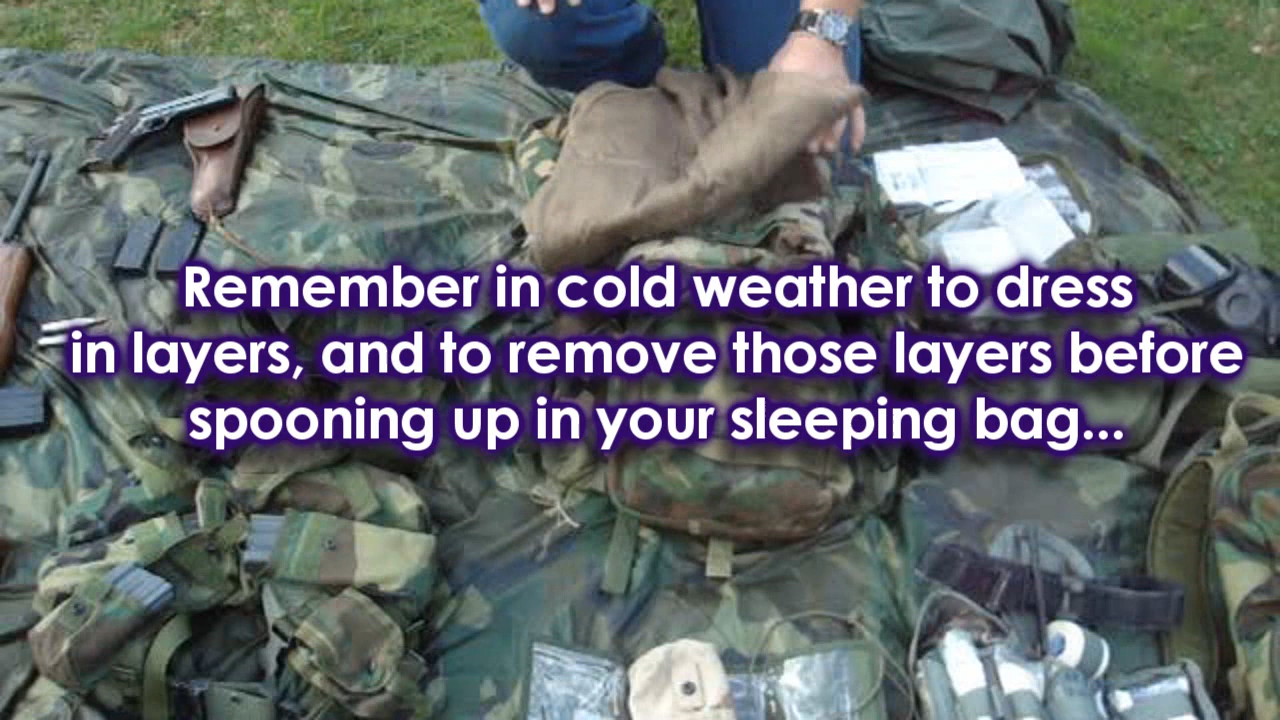 Remember in cold weather to dress
in layers, and to remove those layers before
spooning up in your sleeping bag...